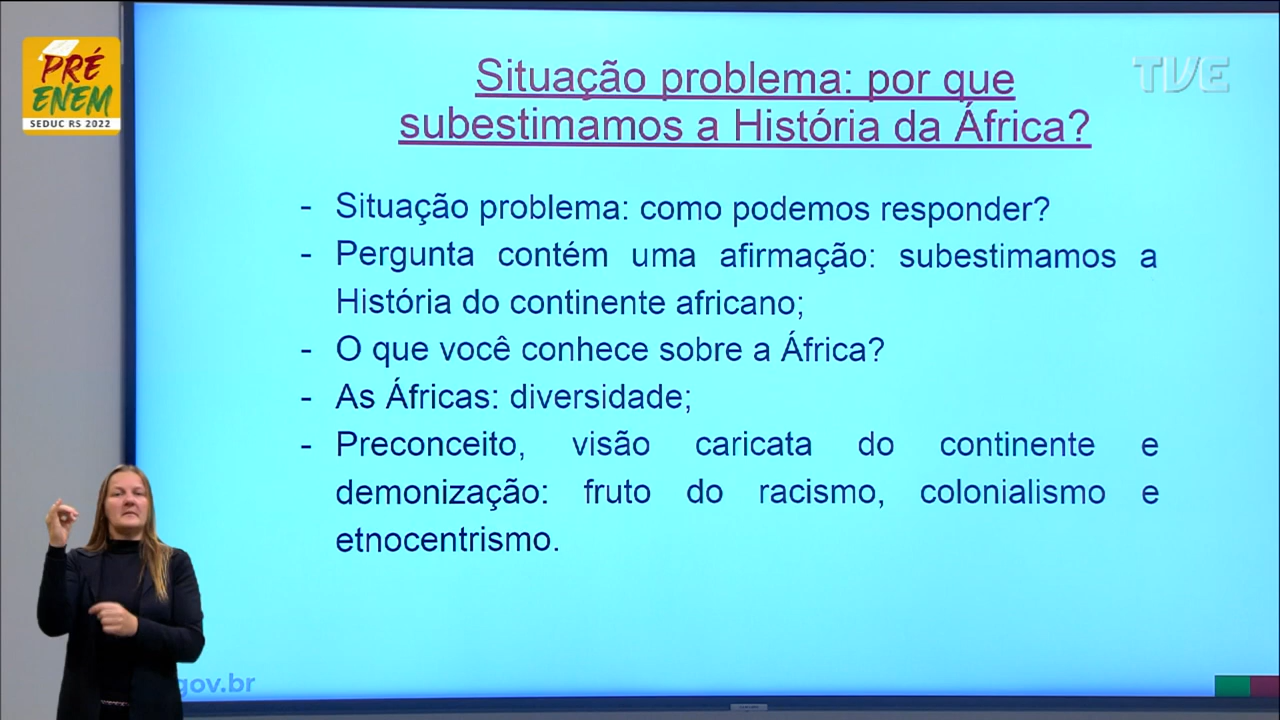 PRÉ
ENEM
SEDUC RS 2022
TVE
Situação problema: por que
subestimamos a História da África?
- Situação problema: como podemos responder?
- Pergunta contém uma afirmação: subestimamos a
História do continente africano;
- O que você conhece sobre a África?
- As Áfricas: diversidade;
- Preconceito, visão caricata do continente e
demonização: fruto do racismo, colonialismo e
etnocentrismo.
gov.br